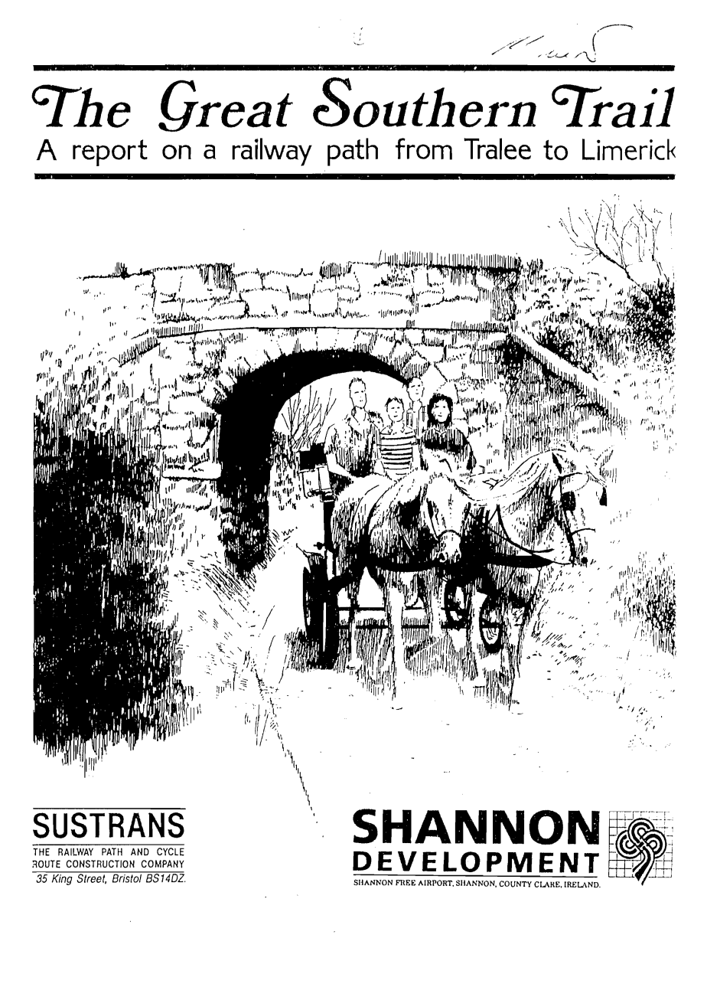 The Great Southern Trail
A report on a railway path from Tralee to Limerick
SUSTRANS
THE RAILWAY PATH AND CYCLE
ROUTE CONSTRUCTION COMPANY
35 King Street, Bristol BS14DZ.
SHANNON
DEVELOPMENT
SHANNON FREE AIRPORT, SHANNON, COUNTY CLARE, IRELAND.